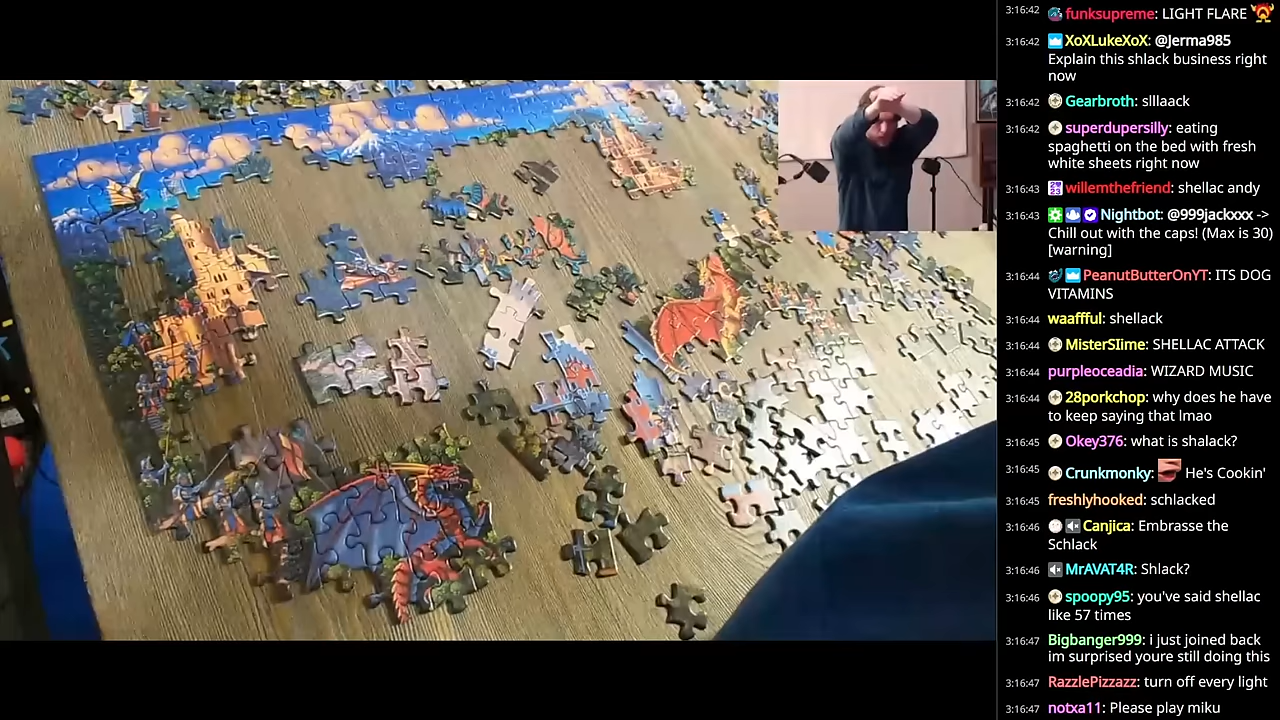 3:16:42 funksupreme: LIGHT FLARE
3:16:42 XoXLukeXoX: @Jerma985
Explain this shlack business right
now
3:16:42 Gearbroth: slllaack
3:16:42 superdupersilly: eating
spaghetti on the bed with fresh
white sheets right now
3:16:43 willemthefriend: shellac andy
3:16:43 Nightbot: @999jackxxx ->
Chill out with the caps! (Max is 30)
[warning]
3:16:44 PeanutButterOnYT: ITS DOG
VITAMINS
3:16:44 waaffful: shellack
3:16:44 MisterSlime: SHELLAC ATTACK
3:16:44 purpleoceadia: WIZARD MUSIC
3:16:44 28porkchop: why does he have
to keep saying that lmao
3:16:45 Okey376: what is shalack?
3:16:45 Crunkmonky: He's Cookin'
3:16:45 freshlyhooked: schlacked
3:16:46 Canjica: Embrasse the
Schlack
3:16:46 MrAVAT4R: Shlack?
3:16:46 spoopy95: you've said shellac
like 57 times
3:16:47 Bigbanger999: i just joined back
im surprised youre still doing this
3:16:47 RazzlePizzazz: turn off every light
3:16:47 notxa11: Please play miku